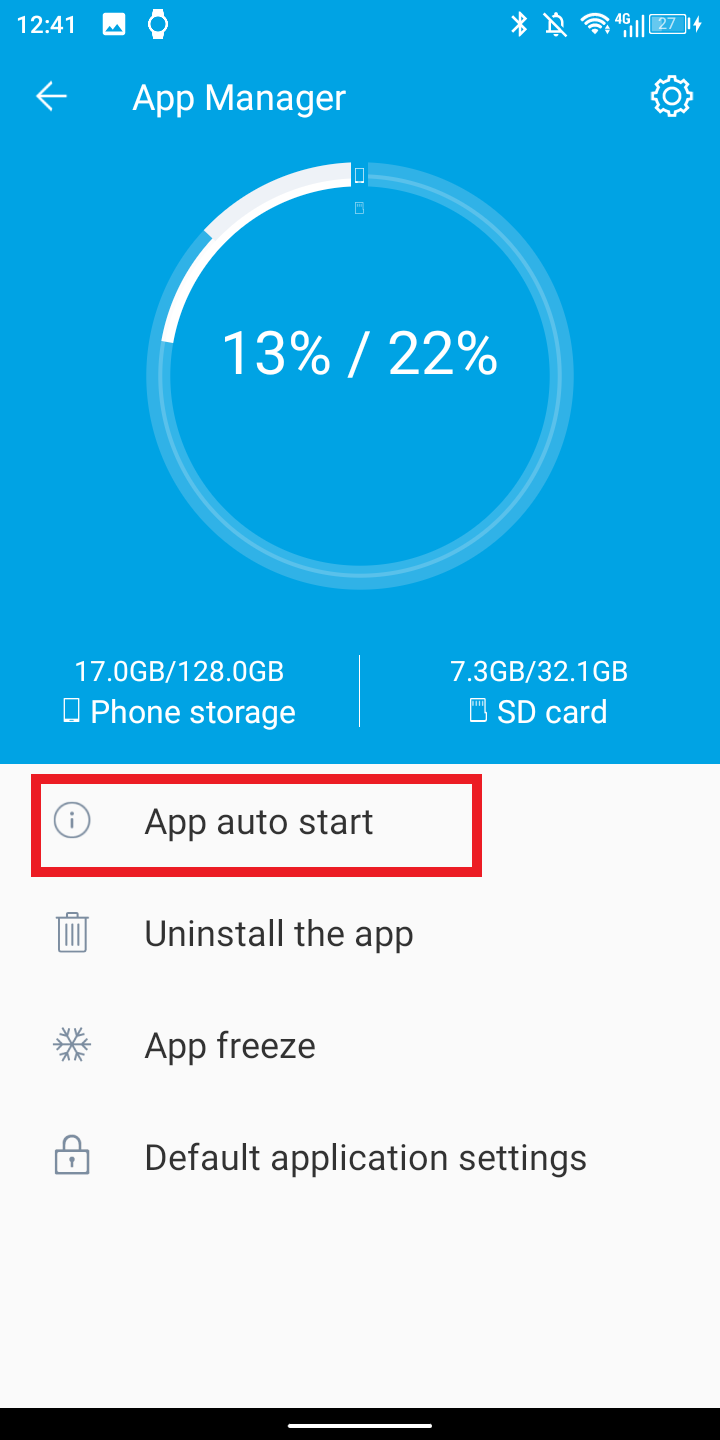 12:41
4G
27
App Manager
13% / 22%
17.0GB/128.0GB
Phone storage
7.3GB/32.1GB
SD card
App auto start
Uninstall the app
App freeze
Default application settings